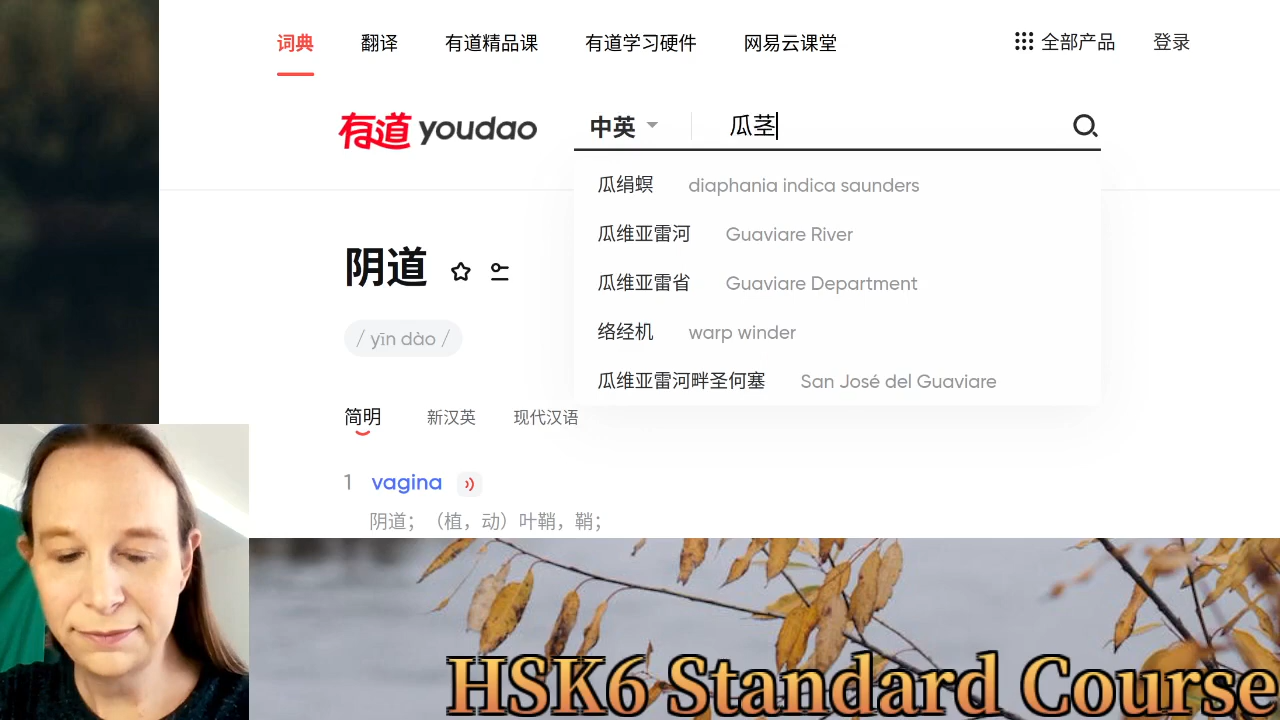 词典 翻译 有道精品课 有道学习硬件 网易云课堂 全部产品 登录
有道 youdao 中英 瓜茎
瓜绢螟 diaphania indica saunders
瓜维亚雷河 Guaviare River
瓜维亚雷省 Guaviare Department
络经机 warp winder
瓜维亚雷河畔圣何塞 San José del Guaviare
阴道
/ yīn dào /
简明 新汉英 现代汉语
1 vagina
阴道；（植，动）叶鞘，鞘；
HSK6 Standard Course